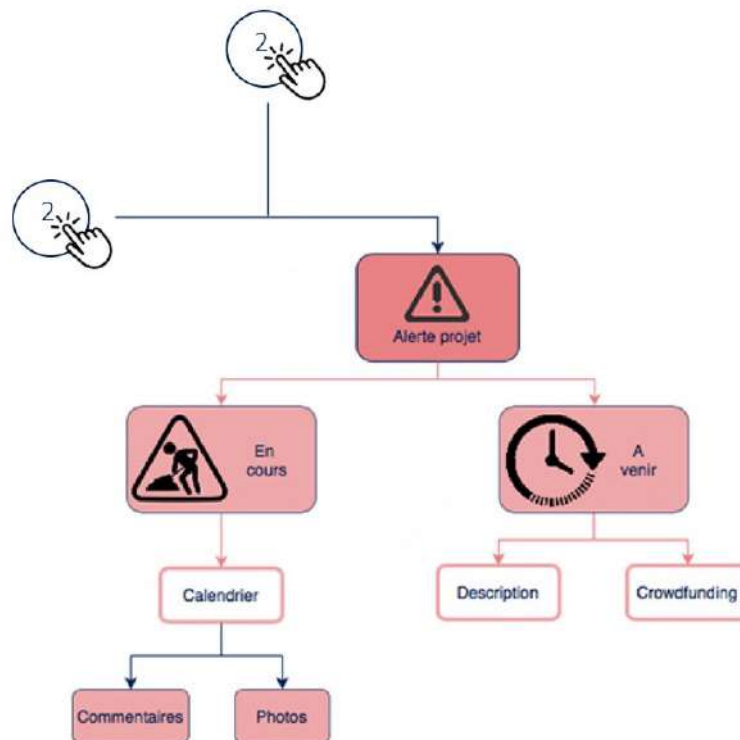 2
2
Alerte projet
En
cours
A
venir
Calendrier
Description
Crowdfunding
Commentaires
Photos